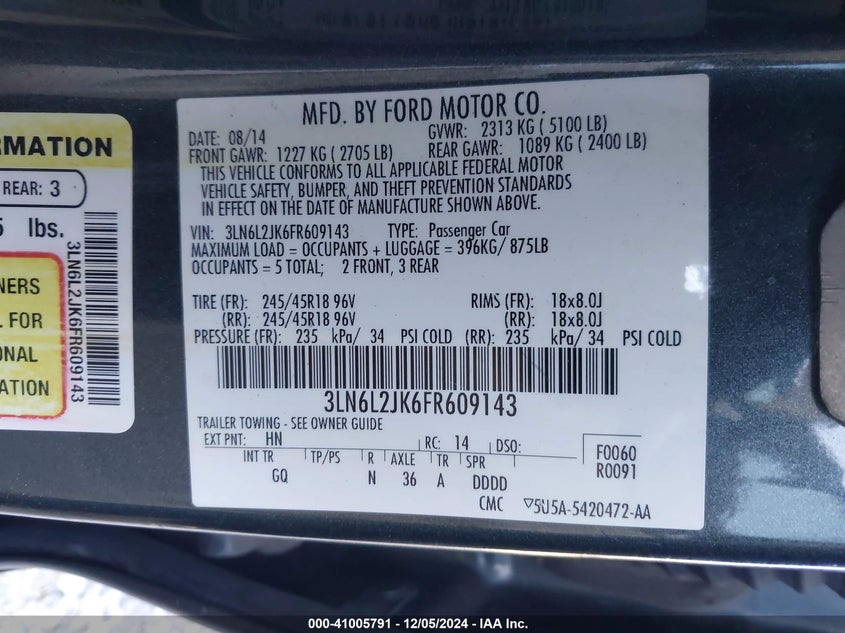 MFD. BY FORD MOTOR CO.
DATE: 08/14 GVWR: 2313 KG ( 5100 LB)
FRONT GAWR: 1227 KG ( 2705 LB) REAR GAWR: 1089 KG ( 2400 LB)
THIS VEHICLE CONFORMS TO ALL APPLICABLE FEDERAL MOTOR
VEHICLE SAFETY, BUMPER, AND THEFT PREVENTION STANDARDS
IN EFFECT ON THE DATE OF MANUFACTURE SHOWN ABOVE.
VIN: 3LN6L2JK6FR609143 TYPE: Passenger Car
MAXIMUM LOAD = OCCUPANTS + LUGGAGE = 396KG/ 875LB
OCCUPANTS = 5 TOTAL; 2 FRONT, 3 REAR
TIRE (FR): 245/45R18 96V RIMS (FR): 18x8.0J
(RR): 245/45R18 96V (RR): 18x8.0J
PRESSURE (FR): 235 kPa/ 34 PSI COLD (RR): 235 kPa/ 34 PSI COLD
3LN6L2JK6FR609143
TRAILER TOWING - SEE OWNER GUIDE
EXT PNT: HN RC: 14 DSO:
F0060
R0091
INT TR TP/PS R AXLE TR SPR
GQ N 36 A DDDD
CMC 5U5A-5420472-AA
RMATION
REAR: 3
lbs.
3LN6L2JK6FR609143
NERS
L FOR
ONAL
ATION
000-41005791 - 12/05/2024 - IAA Inc.